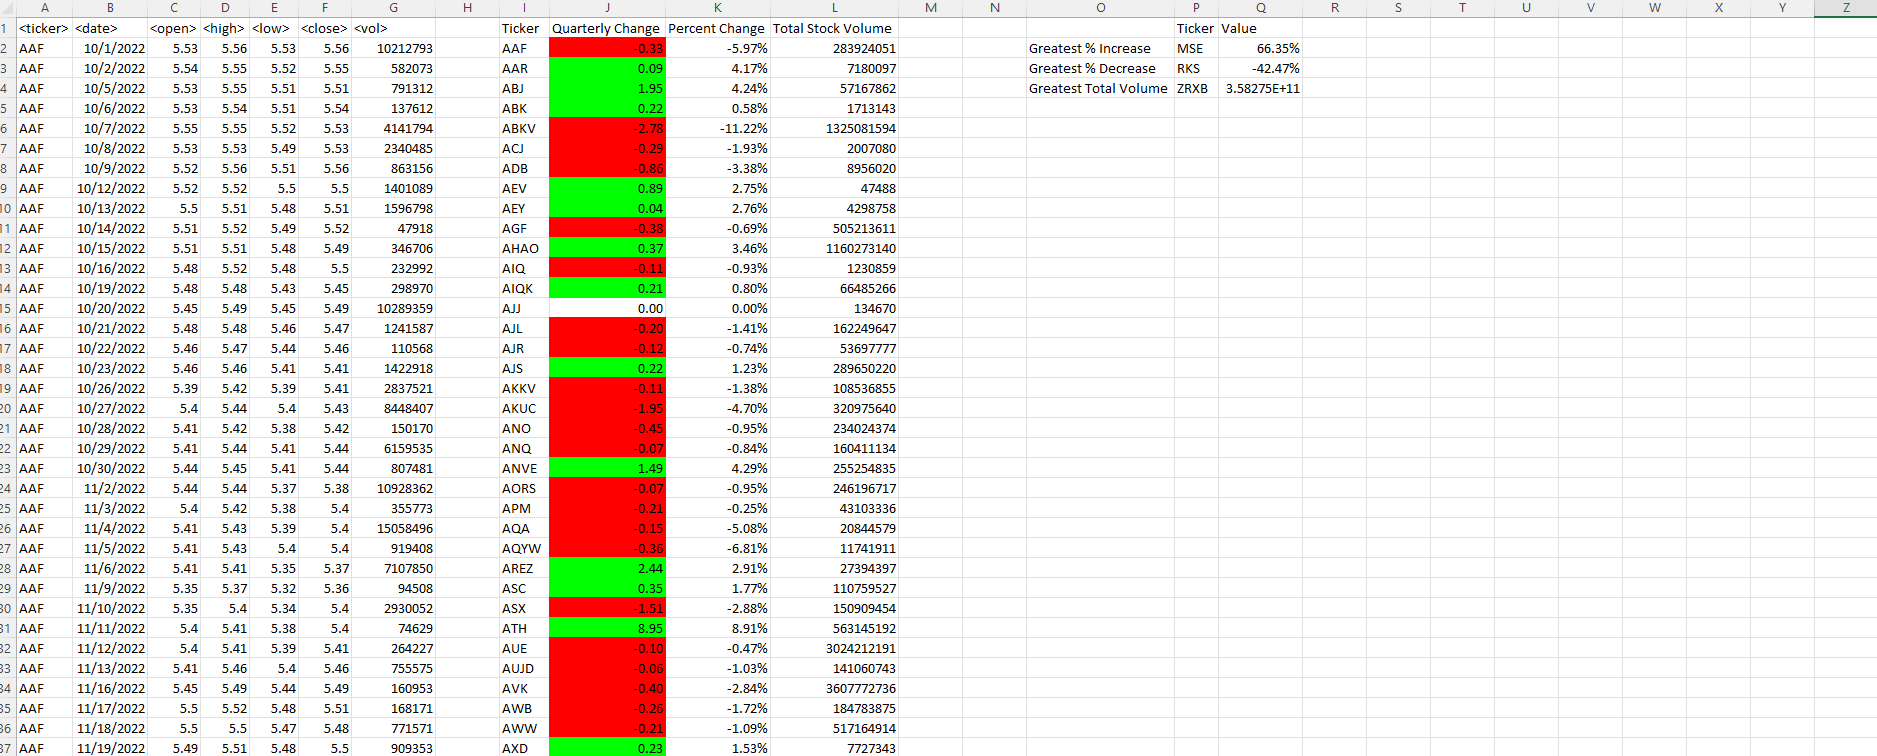 A B C D E F G H I J K L M N O P Q R S T U V W X Y Z
1 <ticker> <date> <open> <high> <low> <close> <vol> Ticker Quarterly Change Percent Change Total Stock Volume Ticker Value
2 AAF 10/1/2022 5.53 5.56 5.53 5.56 10212793 AAF -0.33 -5.97% 283924051 Greatest % Increase MSE 66.35%
3 AAF 10/2/2022 5.54 5.55 5.52 5.55 582073 AAR 0.09 4.17% 7180097 Greatest % Decrease RKS -42.47%
4 AAF 10/5/2022 5.53 5.55 5.51 5.51 791312 ABJ 1.95 4.24% 57167862 Greatest Total Volume ZRXB 3.58275E+11
5 AAF 10/6/2022 5.53 5.54 5.51 5.54 137612 ABK 0.22 0.58% 1713143
6 AAF 10/7/2022 5.55 5.55 5.52 5.53 4141794 ABKV -2.78 -11.22% 1325081594
7 AAF 10/8/2022 5.53 5.53 5.49 5.53 2340485 ACJ -0.29 -1.93% 2007080
8 AAF 10/9/2022 5.52 5.56 5.51 5.56 863156 ADB -0.86 -3.38% 8956020
9 AAF 10/12/2022 5.52 5.52 5.5 5.5 1401089 AEV 0.89 2.75% 47488
10 AAF 10/13/2022 5.5 5.51 5.48 5.51 1596798 AEY 0.04 2.76% 4298758
11 AAF 10/14/2022 5.51 5.52 5.49 5.52 47918 AGF -0.38 -0.69% 505213611
12 AAF 10/15/2022 5.51 5.51 5.48 5.49 346706 AHAO 0.37 3.46% 1160273140
13 AAF 10/16/2022 5.48 5.52 5.48 5.5 232992 AIQ -0.11 -0.93% 1230859
14 AAF 10/19/2022 5.48 5.48 5.43 5.45 298970 AIQK 0.21 0.80% 66485266
15 AAF 10/20/2022 5.45 5.49 5.45 5.49 10289359 AJJ 0.00 0.00% 134670
16 AAF 10/21/2022 5.48 5.48 5.46 5.47 1241587 AJL -0.20 -1.41% 162249647
17 AAF 10/22/2022 5.46 5.47 5.44 5.46 110568 AJR -0.12 -0.74% 53697777
18 AAF 10/23/2022 5.46 5.46 5.41 5.41 1422918 AJS 0.22 1.23% 289650220
19 AAF 10/26/2022 5.39 5.42 5.39 5.41 2837521 AKKV -0.11 -1.38% 108536855
20 AAF 10/27/2022 5.4 5.44 5.4 5.43 8448407 AKUC -1.95 -4.70% 320975640
21 AAF 10/28/2022 5.41 5.42 5.38 5.42 150170 ANO -0.45 -0.95% 234024374
22 AAF 10/29/2022 5.41 5.44 5.41 5.44 6159535 ANQ -0.07 -0.84% 160411134
23 AAF 10/30/2022 5.44 5.45 5.41 5.44 807481 ANVE 1.49 4.29% 255254835
24 AAF 11/2/2022 5.44 5.44 5.37 5.38 10928362 AORS -0.07 -0.95% 246196717
25 AAF 11/3/2022 5.4 5.42 5.38 5.4 355773 APM -0.21 -0.25% 43103336
26 AAF 11/4/2022 5.41 5.43 5.39 5.4 15058496 AQA -0.15 -5.08% 20844579
27 AAF 11/5/2022 5.41 5.43 5.4 5.4 919408 AQYW -0.36 -6.81% 11741911
28 AAF 11/6/2022 5.41 5.41 5.35 5.37 7107850 AREZ 2.44 2.91% 27394397
29 AAF 11/9/2022 5.35 5.37 5.32 5.36 94508 ASC 0.35 1.77% 110759527
30 AAF 11/10/2022 5.35 5.4 5.34 5.4 2930052 ASX -1.51 -2.88% 150909454
31 AAF 11/11/2022 5.4 5.41 5.38 5.4 74629 ATH 8.95 8.91% 563145192
32 AAF 11/12/2022 5.4 5.41 5.39 5.41 264227 AUE -0.10 -0.47% 3024212191
33 AAF 11/13/2022 5.41 5.46 5.4 5.46 755575 AUJD -0.06 -1.03% 141060743
34 AAF 11/16/2022 5.45 5.49 5.44 5.49 160953 AVK -0.40 -2.84% 3607772736
35 AAF 11/17/2022 5.5 5.52 5.48 5.51 168171 AWB -0.26 -1.72% 184783875
36 AAF 11/18/2022 5.5 5.5 5.47 5.48 771571 AWW -0.21 -1.09% 517164914
37 AAF 11/19/2022 5.49 5.51 5.48 5.5 909353 AXD 0.23 1.53% 7727343